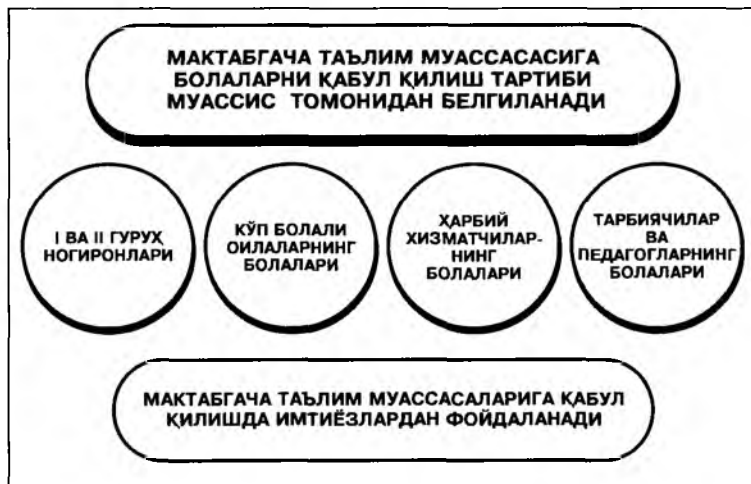 МАКТАБГАЧА ТАЪЛИМ МУАССАСАСИГА
БОЛАЛАРНИ ҚАБУЛ ҚИЛИШ ТАРТИБИ
МУАССИС ТОМОНИДАН БЕЛГИЛАНАДИ
I ВА II ГУРУҲ
НОГИРОНЛАРИ
КЎП БОЛАЛИ
ОИЛАЛАРНИНГ
БОЛАЛАРИ
ҲАРБИЙ
ХИЗМАТЧИЛАР-
НИНГ
БОЛАЛАРИ
ТАРБИЯЧИЛАР
ВА
ПЕДАГОГЛАРНИНГ
БОЛАЛАРИ
МАКТАБГАЧА ТАЪЛИМ МУАССАСАЛАРИГА ҚАБУЛ
ҚИЛИШДА ИМТИЁЗЛАРДАН ФОЙДАЛАНАДИ